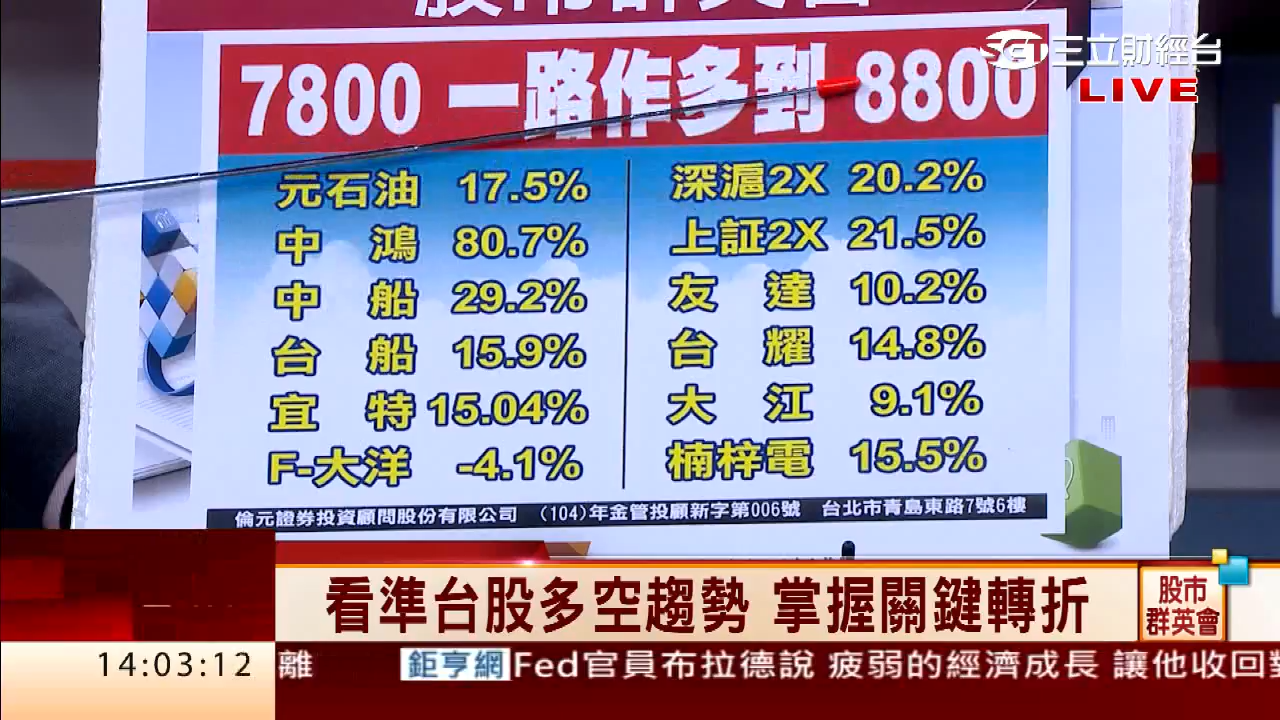 股市群英會
三立財經台
LIVE
7800 一路作多到 8800
元石油 17.5%
中鴻 80.7%
中船 29.2%
台船 15.9%
宜特 15.04%
F-大洋 -4.1%
深滬2X 20.2%
上証2X 21.5%
友達 10.2%
台耀 14.8%
大江 9.1%
楠梓電 15.5%
倫元證券投資顧問股份有限公司 (104)年金管投顧新字第006號 台北市青島東路7號6樓
看準台股多空趨勢 掌握關鍵轉折
股市
群英會
14:03:12
離 鉅亨網 Fed官員布拉德說 疲弱的經濟成長 讓他收回對